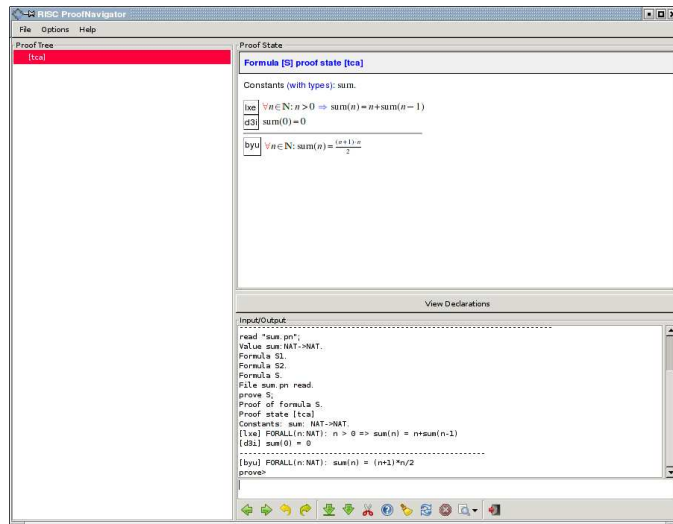 RISC ProofNavigator
File Options Help
Proof Tree
[tca]
Proof State
Formula [S] proof state [tca]
Constants (with types): sum.
lxe ∀n∈ℕ: n > 0 ⇒ sum(n) = n+sum(n−1)
d3i sum(0) = 0
byu ∀n∈ℕ: sum(n) = (n+1)·n/2
View Declarations
Input/Output
read "sum.pn";
Value sum:NAT->NAT.
Formula S1.
Formula S2.
Formula S.
File sum.pn read.
prove S;
Proof of formula S.
Proof state [tca]
Constants: sum: NAT->NAT.
[lxe] FORALL(n:NAT): n > 0 => sum(n) = n+sum(n-1)
[d3i] sum(0) = 0
[byu] FORALL(n:NAT): sum(n) = (n+1)*n/2
prove>